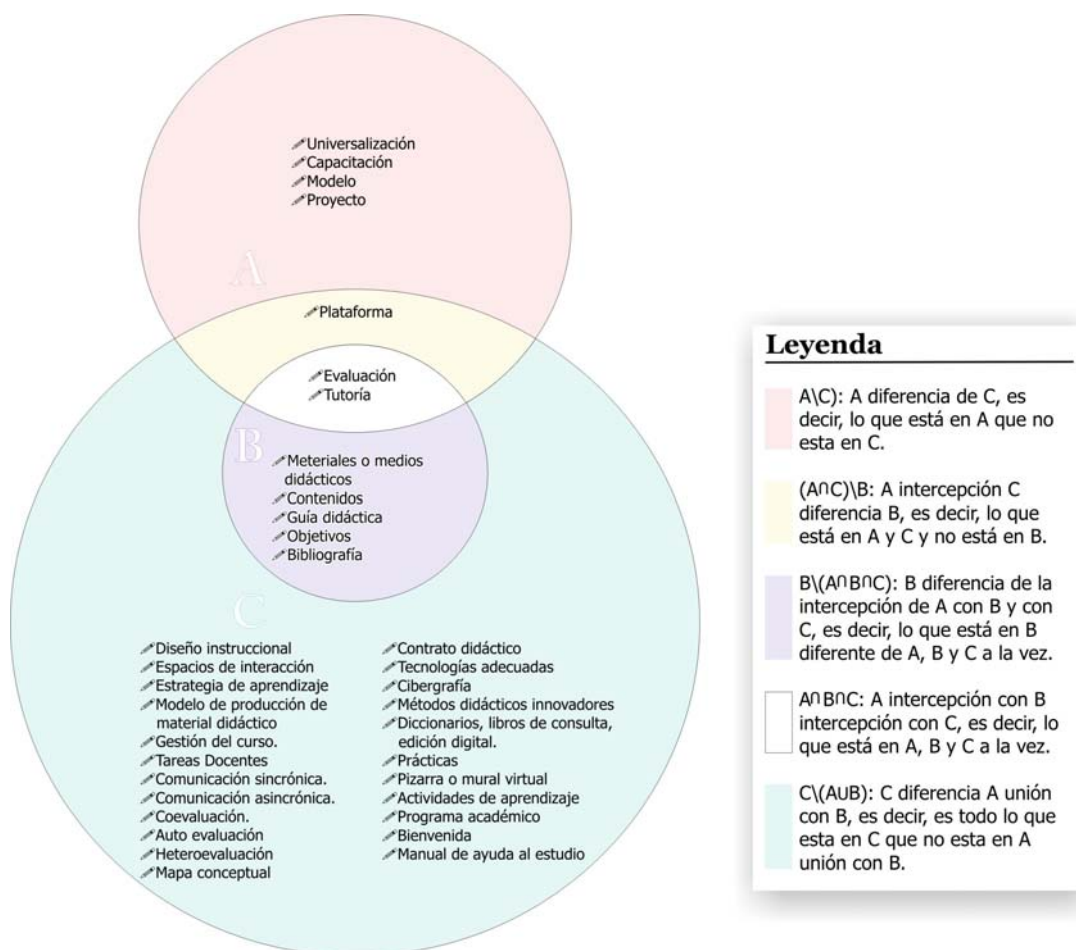 Universalización
Capacitación
Modelo
Proyecto
A
Plataforma
Evaluación
Tutoría
B
Meteriales o medios
didácticos
Contenidos
Guía didáctica
Objetivos
Bibliografía
C
Diseño instruccional
Espacios de interacción
Estrategia de aprendizaje
Modelo de producción de
material didáctico
Gestión del curso.
Tareas Docentes
Comunicación sincrónica.
Comunicación asincrónica.
Coevaluación.
Auto evaluación
Heteroevaluación
Mapa conceptual
Contrato didáctico
Tecnologías adecuadas
Cibergrafía
Métodos didácticos innovadores
Diccionarios, libros de consulta,
edición digital.
Prácticas
Pizarra o mural virtual
Actividades de aprendizaje
Programa académico
Bienvenida
Manual de ayuda al estudio
Leyenda
A\C): A diferencia de C, es
decir, lo que está en A que no
esta en C.
(A∩C)\B: A intercepción C
diferencia B, es decir, lo que
está en A y C y no está en B.
B\(A∩B∩C): B diferencia de la
intercepción de A con B y con
C, es decir, lo que está en B
diferente de A, B y C a la vez.
A∩B∩C: A intercepción con B
intercepción con C, es decir, lo
que está en A, B y C a la vez.
C\(A∪B): C diferencia A unión
con B, es decir, es todo lo que
esta en C que no esta en A
unión con B.